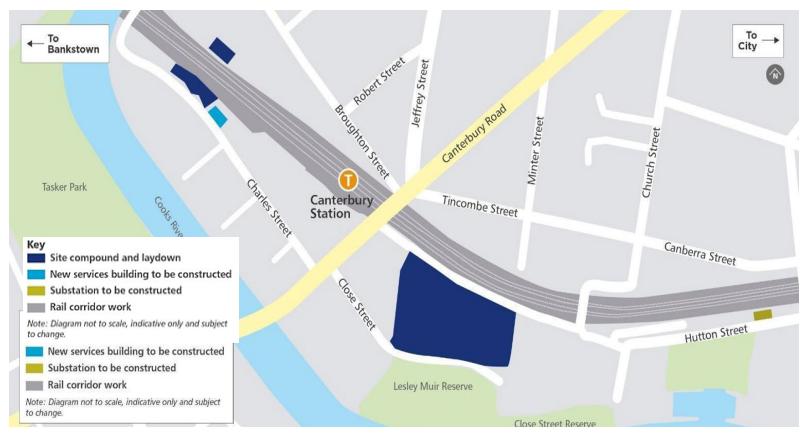 To
Bankstown
To
City
N
Robert Street
Jeffrey Street
Broughton Street
Canterbury Road
Minter Street
Church Street
T
Canterbury
Station
Tincombe Street
Canberra Street
Tasker Park
Cooks River
Charles Street
Close Street
Hutton Street
Lesley Muir Reserve
Close Street Reserve
Key
Site compound and laydown
New services building to be constructed
Substation to be constructed
Rail corridor work
Note: Diagram not to scale, indicative only and subject
to change.
New services building to be constructed
Substation to be constructed
Rail corridor work
Note: Diagram not to scale, indicative only and subject
to change.